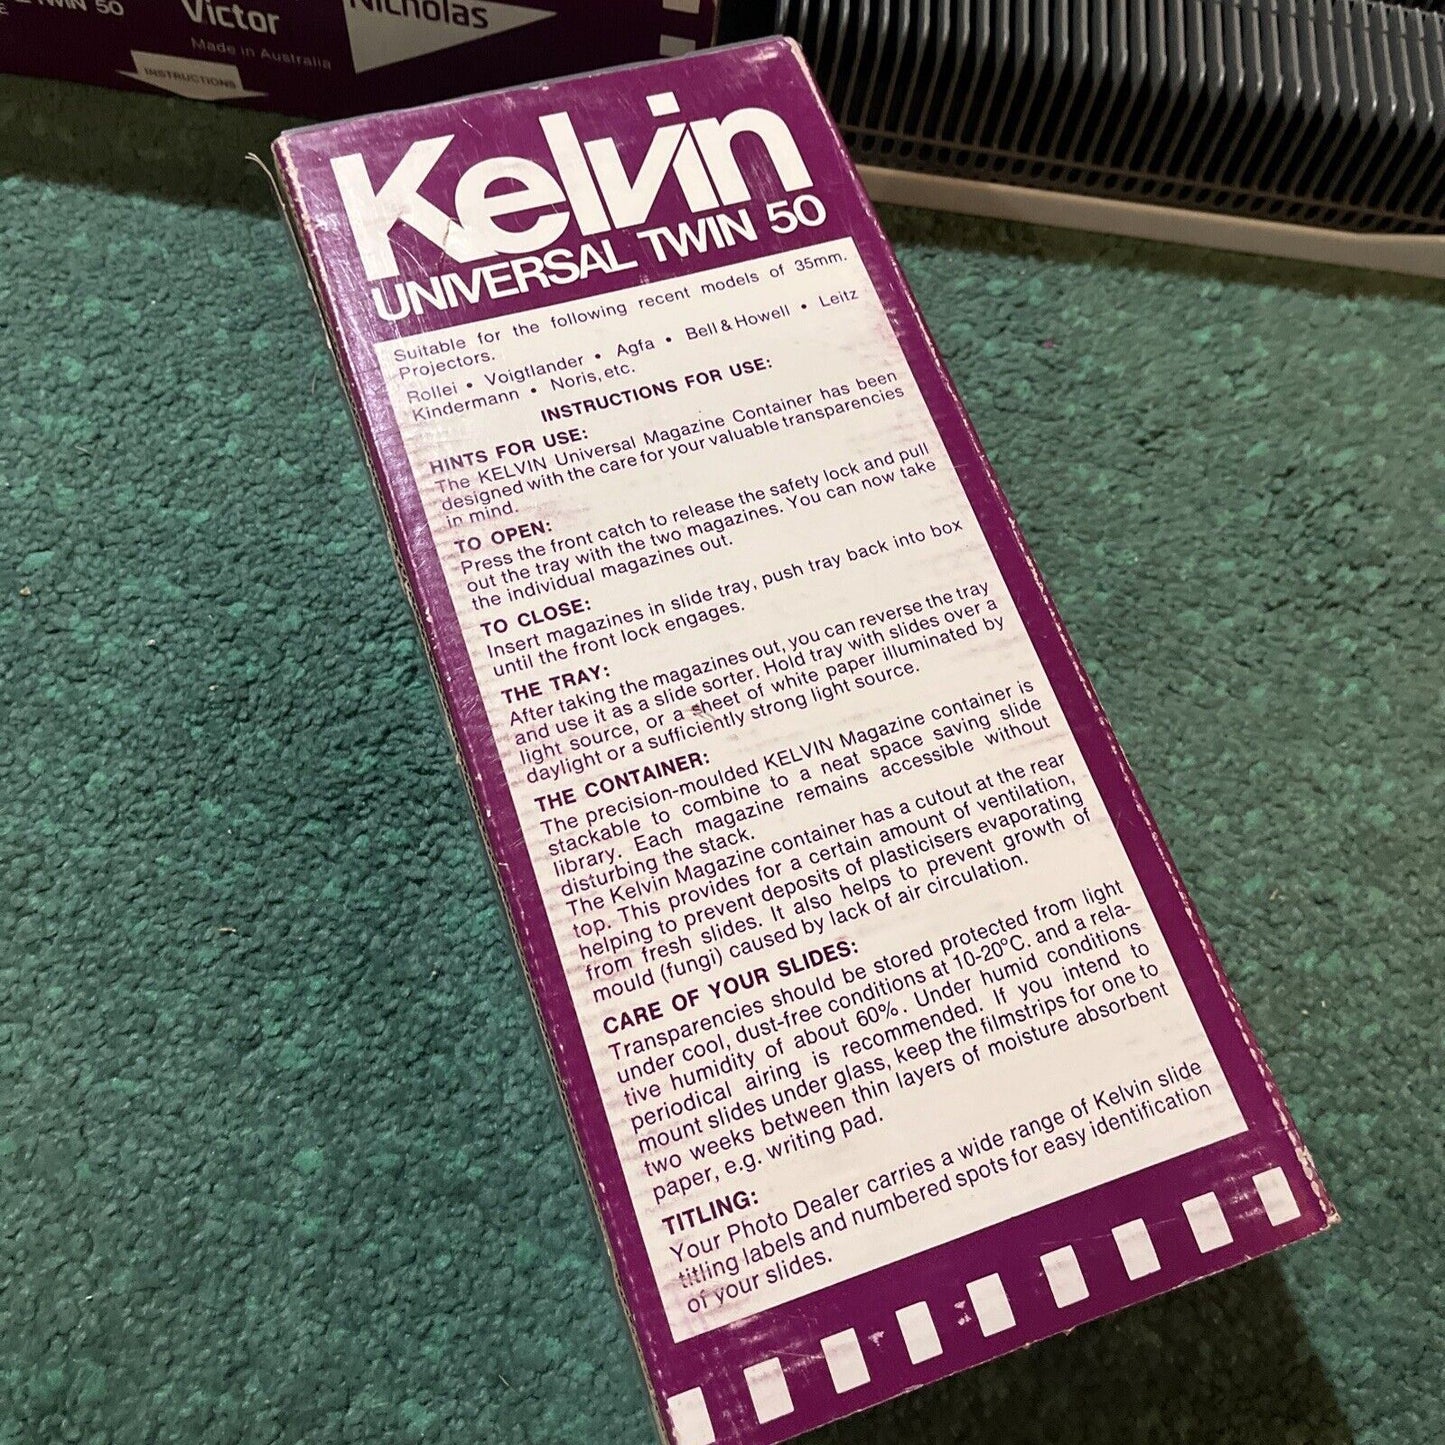 TWIN 50
Victor
Nicholas
Made in Australia
INSTRUCTIONS
Kelvin
UNIVERSAL TWIN 50
Suitable for the following recent models of 35mm.
Projectors.
Rollei • Voigtlander • Agfa • Bell & Howell • Leitz
Kindermann • Noris, etc.
INSTRUCTIONS FOR USE:
HINTS FOR USE:
The KELVIN Universal Magazine Container has been
designed with the care for your valuable transparencies
in mind.
TO OPEN:
Press the front catch to release the safety lock and pull
out the tray with the two magazines. You can now take
the individual magazines out.
TO CLOSE:
Insert magazines in slide tray, push tray back into box
until the front lock engages.
THE TRAY:
After taking the magazines out, you can reverse the tray
and use it as a slide sorter. Hold tray with slides over a
light source, or a sheet of white paper illuminated by
daylight or a sufficiently strong light source.
THE CONTAINER:
The precision-moulded KELVIN Magazine container is
stackable to combine to a neat space saving slide
library. Each magazine remains accessible without
disturbing the stack.
The Kelvin Magazine container has a cutout at the rear
top. This provides for a certain amount of ventilation,
helping to prevent deposits of plasticisers evaporating
from fresh slides. It also helps to prevent growth of
mould (fungi) caused by lack of air circulation.
CARE OF YOUR SLIDES:
Transparencies should be stored protected from light
under cool, dust-free conditions at 10-20°C. and a rela-
tive humidity of about 60%. Under humid conditions
periodical airing is recommended. If you intend to
mount slides under glass, keep the filmstrips for one to
two weeks between thin layers of moisture absorbent
paper, e.g. writing pad.
TITLING:
Your Photo Dealer carries a wide range of Kelvin slide
titling labels and numbered spots for easy identification
of your slides.